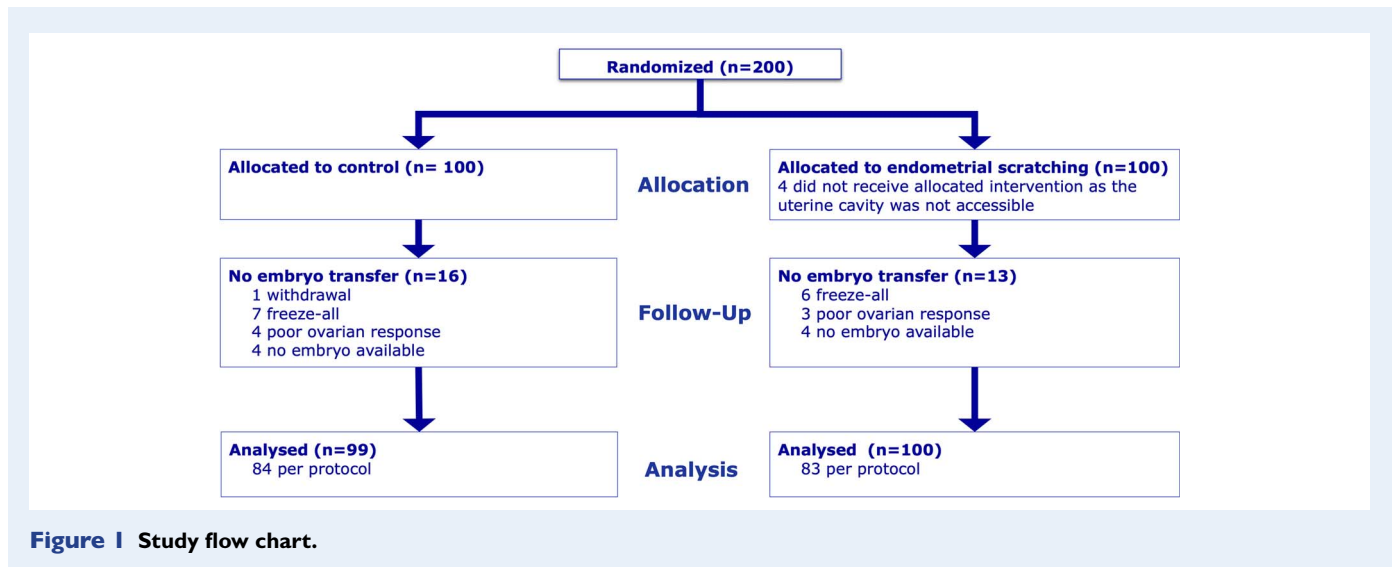 Randomized (n=200)
Allocated to control (n= 100)
Allocation
Allocated to endometrial scratching (n=100)
4 did not receive allocated intervention as the
uterine cavity was not accessible
No embryo transfer (n=16)
1 withdrawal
7 freeze-all
4 poor ovarian response
4 no embryo available
Follow-Up
No embryo transfer (n=13)
6 freeze-all
3 poor ovarian response
4 no embryo available
Analysed (n=99)
84 per protocol
Analysis
Analysed (n=100)
83 per protocol
Figure 1 Study flow chart.